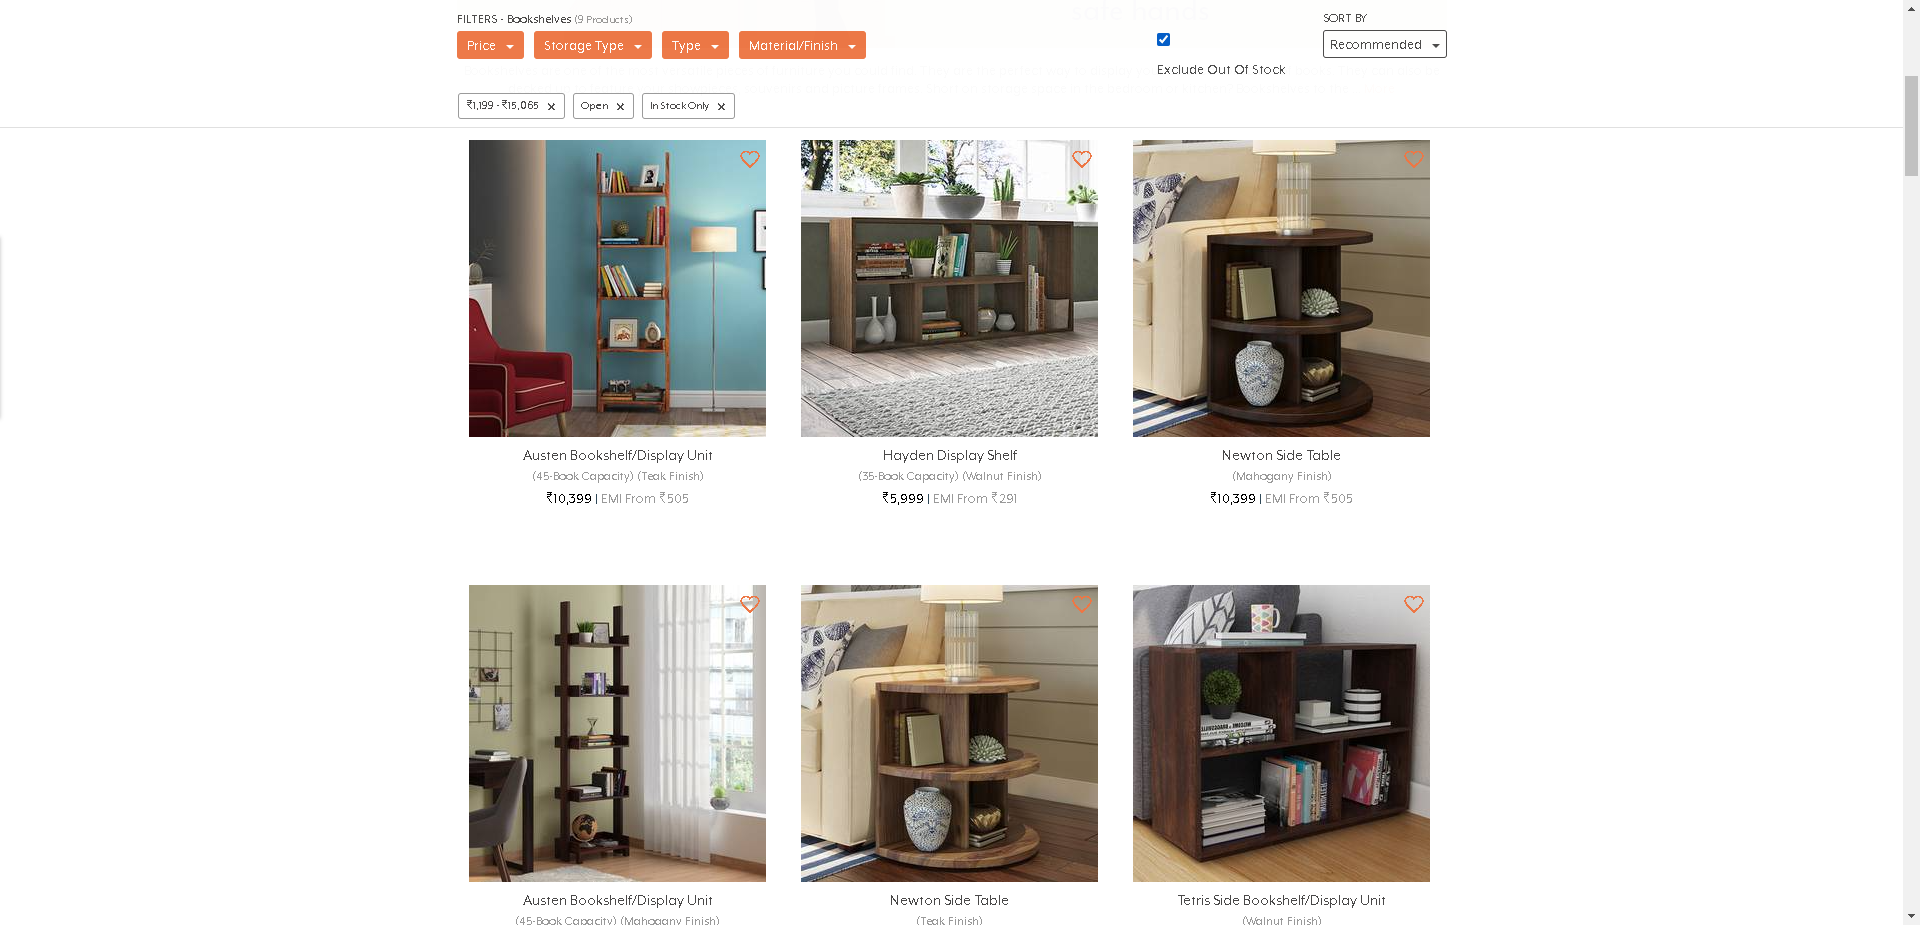 FILTERS - Bookshelves (9 Products)
SORT BY
Price
Storage Type
Type
Material/Finish
Recommended
Exclude Out Of Stock
₹1,199 - ₹15,065 ×
Open ×
In Stock Only ×
Austen Bookshelf/Display Unit
(45-Book Capacity) (Teak Finish)
₹10,399 | EMI From ₹505
Hayden Display Shelf
(35-Book Capacity) (Walnut Finish)
₹5,999 | EMI From ₹291
Newton Side Table
(Mahogany Finish)
₹10,399 | EMI From ₹505
Austen Bookshelf/Display Unit
(45-Book Capacity) (Mahogany Finish)
Newton Side Table
(Teak Finish)
Tetris Side Bookshelf/Display Unit
(Walnut Finish)